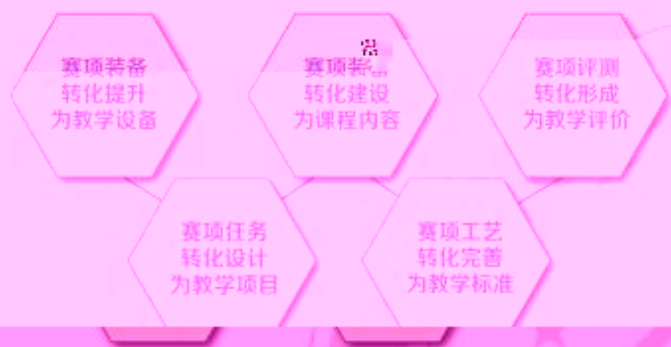 赛项装备
转化提升
为教学设备
赛项装
转化建设
为课程内容
赛项评测
转化形成
为教学评价
赛项任务
转化设计
为教学项目
赛项工艺
转化完善
为教学标准